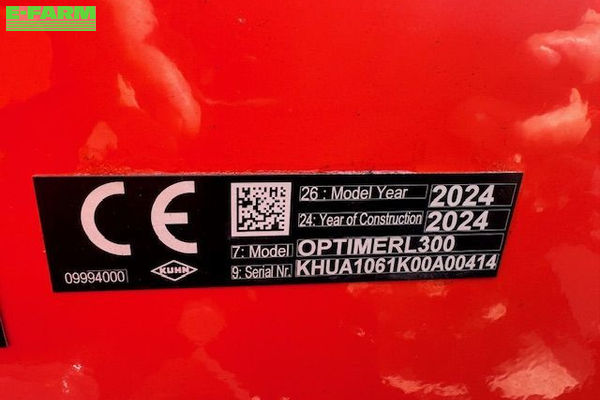 E-FARM
CE
26 : Model Year 2024
24: Year of Construction 2024
7: Model OPTIMERL300
9: Serial Nr. KHUA1061K00A00414
09994000
KUHN